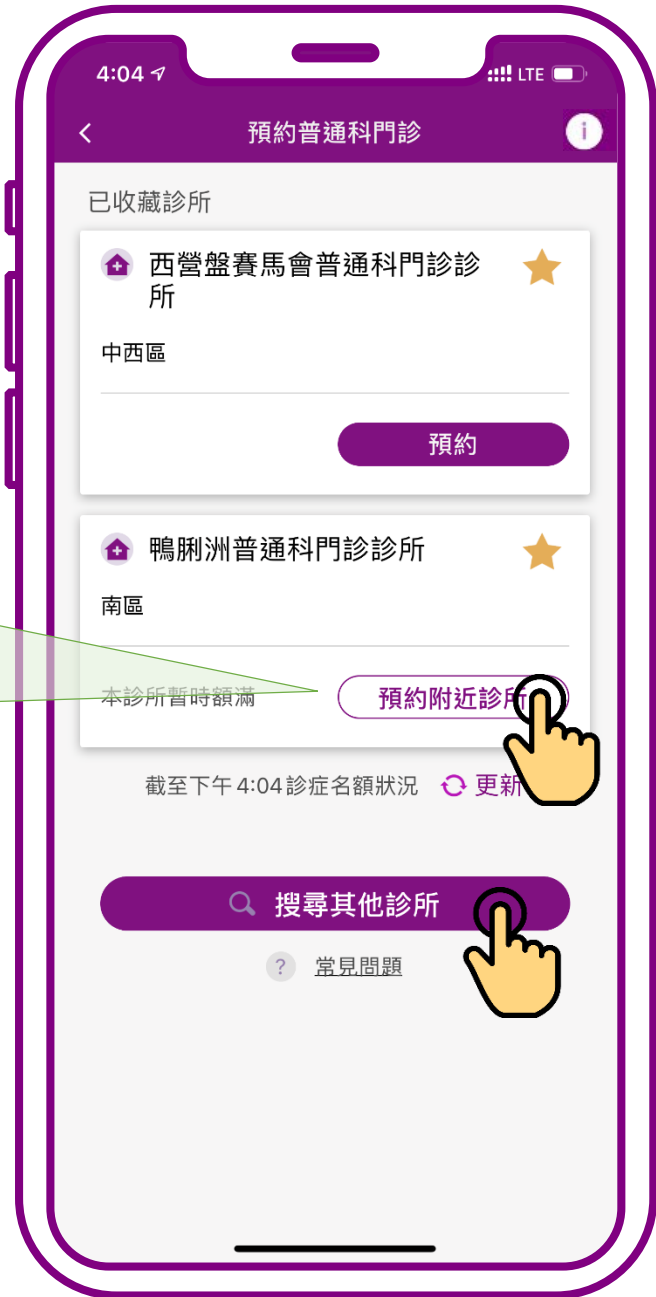 4:04
LTE
預約普通科門診
i
已收藏診所
西營盤賽馬會普通科門診診
所
中西區
預約
鴨脷洲普通科門診診所
南區
本診所暫時額滿
預約附近診所
截至下午4:04診症名額狀況
更新
搜尋其他診所
? 常見問題